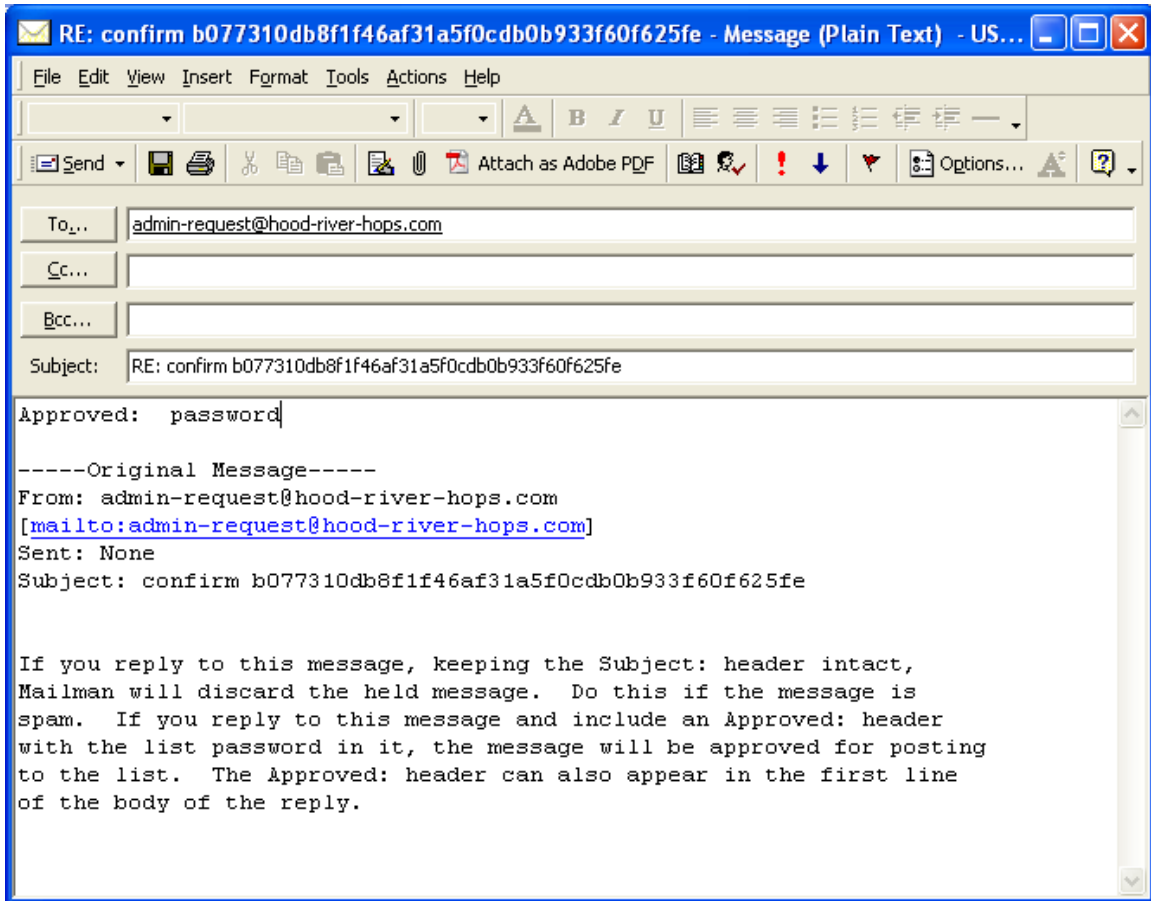 RE: confirm b077310db8f1f46af31a5f0cdb0b933f60f625fe - Message (Plain Text) - US...
File Edit View Insert Format Tools Actions Help
A B I U
Send Attach as Adobe PDF Options... A
To... admin-request@hood-river-hops.com
Cc...
Bcc...
Subject: RE: confirm b077310db8f1f46af31a5f0cdb0b933f60f625fe
Approved:  password
-----Original Message-----
From: admin-request@hood-river-hops.com
[mailto:admin-request@hood-river-hops.com]
Sent: None
Subject: confirm b077310db8f1f46af31a5f0cdb0b933f60f625fe
If you reply to this message, keeping the Subject: header intact,
Mailman will discard the held message.  Do this if the message is
spam.  If you reply to this message and include an Approved: header
with the list password in it, the message will be approved for posting
to the list.  The Approved: header can also appear in the first line
of the body of the reply.